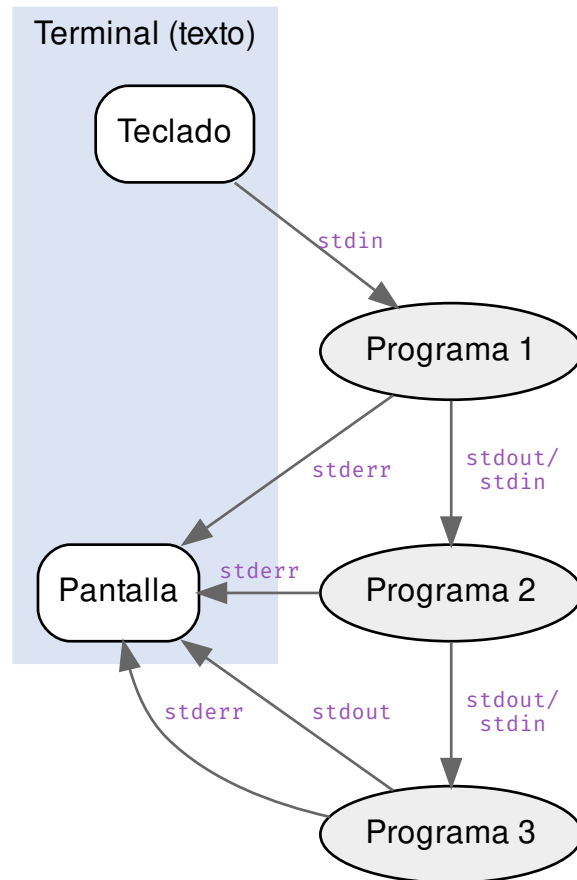 Terminal (texto)
Teclado
stdin
Programa 1
stderr
stdout/
stdin
stderr
Pantalla
Programa 2
stderr
stdout
stdout/
stdin
Programa 3